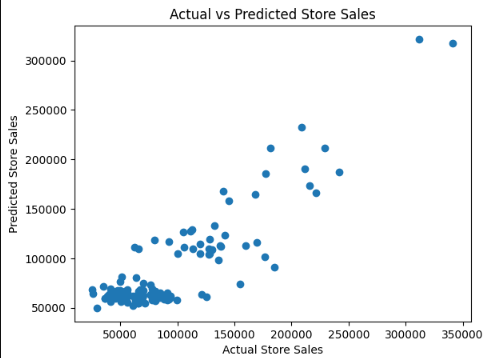 Actual vs Predicted Store Sales
Predicted Store Sales
300000
250000
200000
150000
100000
50000
50000 100000 150000 200000 250000 300000 350000
Actual Store Sales